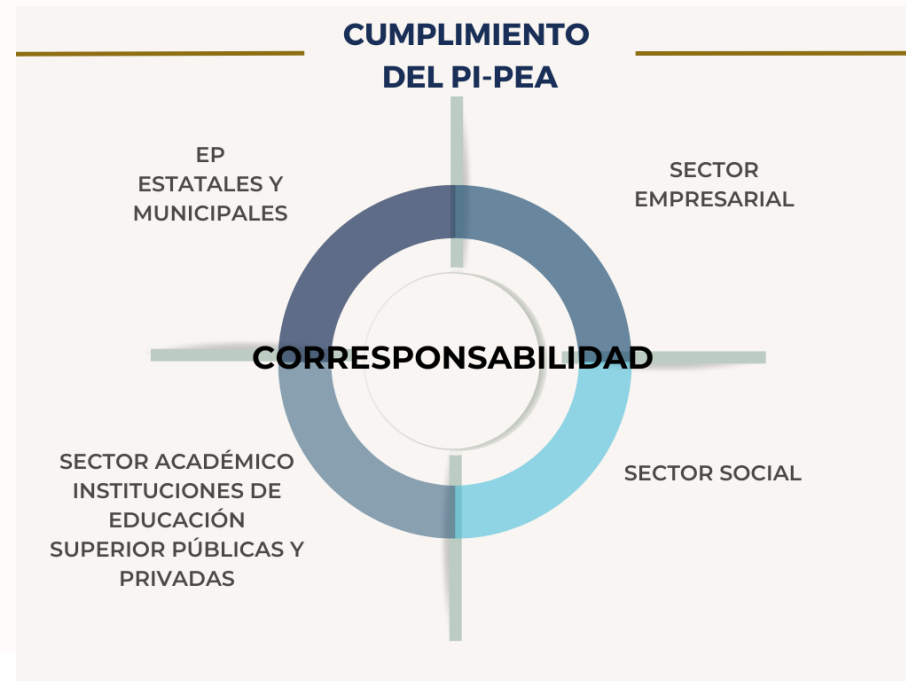 CUMPLIMIENTO
DEL PI-PEA
EP
ESTATALES Y
MUNICIPALES
SECTOR
EMPRESARIAL
CORRESPONSABILIDAD
SECTOR ACADÉMICO
INSTITUCIONES DE
EDUCACIÓN
SUPERIOR PÚBLICAS Y
PRIVADAS
SECTOR SOCIAL